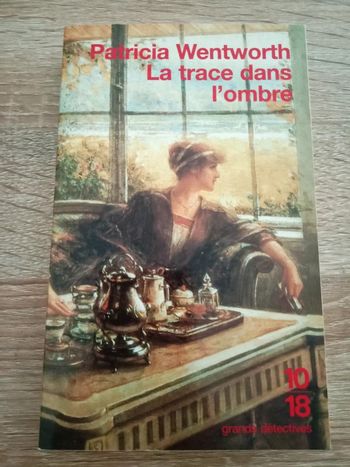 Patricia Wentworth
La trace dans
l'ombre
10
18
grands détectives